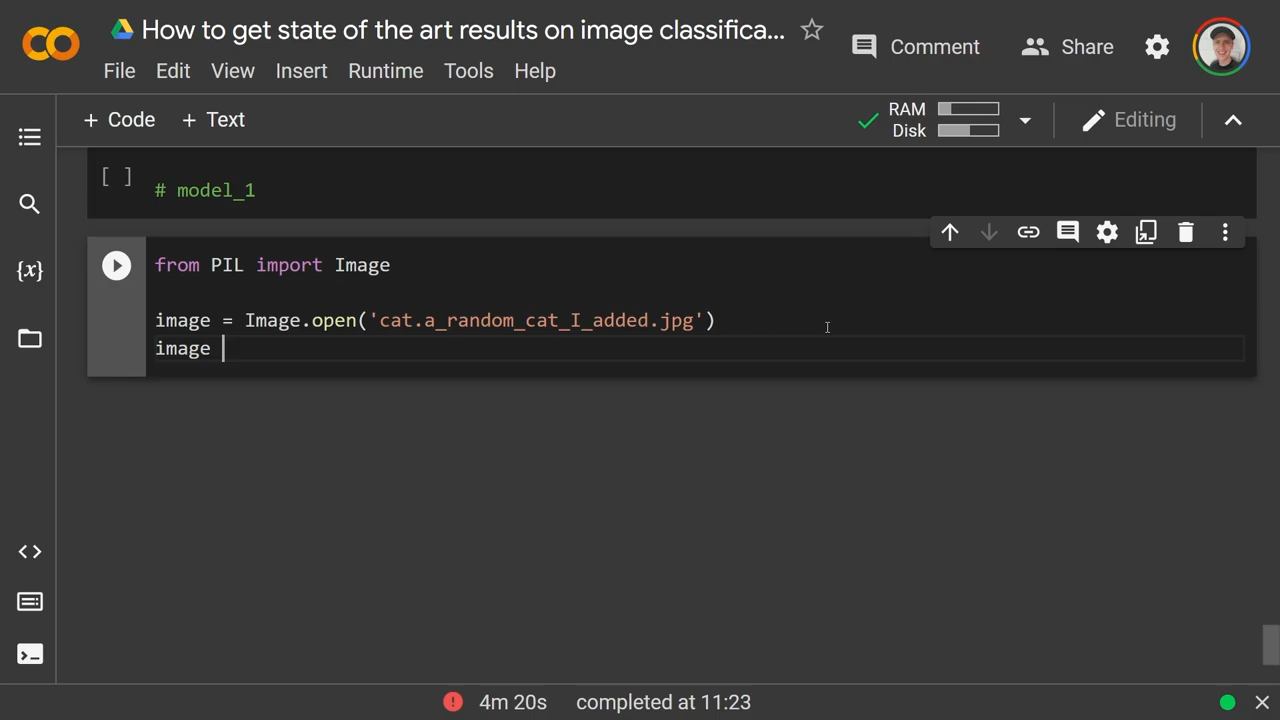 How to get state of the art results on image classifica...
Comment
Share
File Edit View Insert Runtime Tools Help
+ Code + Text
RAM
Disk
Editing
[ ]
# model_1
{x}
from PIL import Image
image = Image.open('cat.a_random_cat_I_added.jpg')
image
4m 20s completed at 11:23